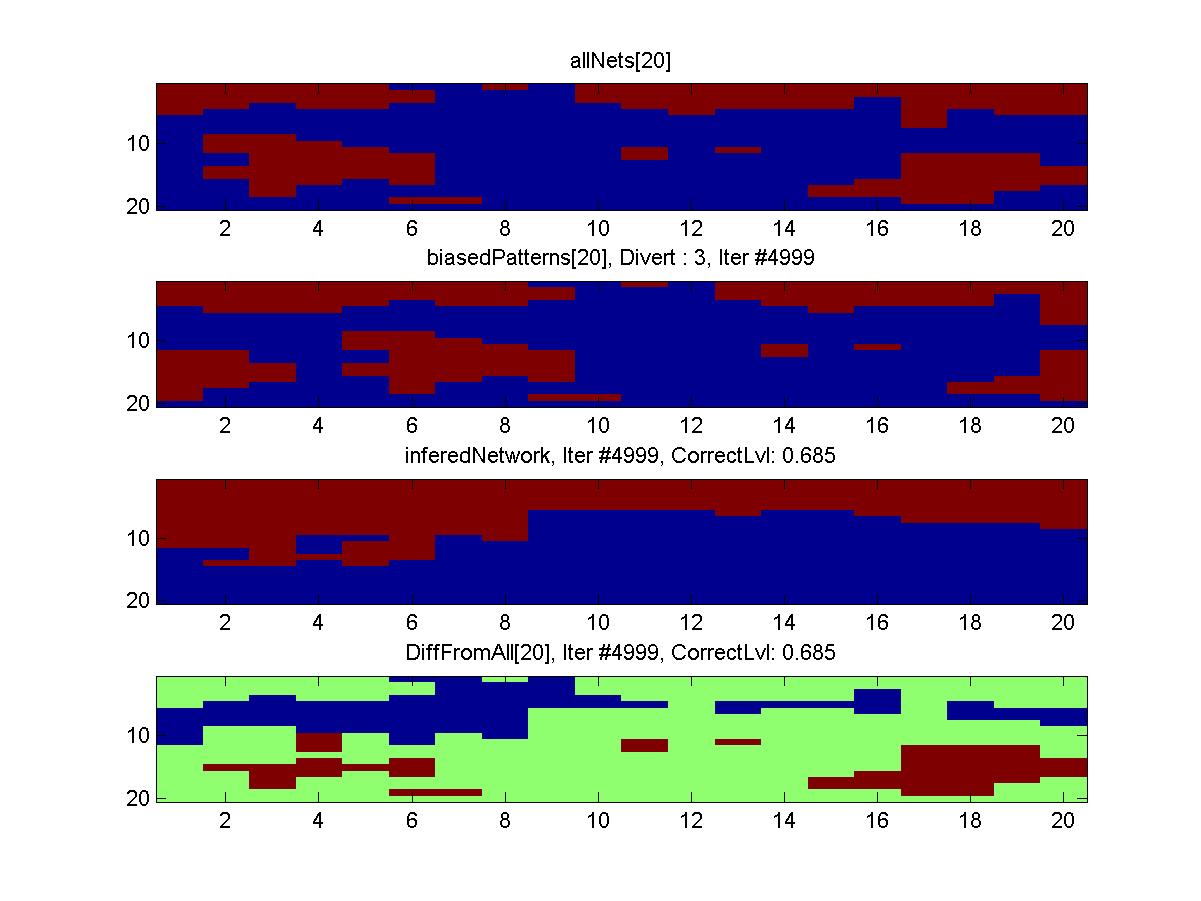 allNets[20]
10
20
2 4 6 8 10 12 14 16 18 20
biasedPatterns[20], Divert : 3, Iter #4999
10
20
2 4 6 8 10 12 14 16 18 20
inferedNetwork, Iter #4999, CorrectLvl: 0.685
10
20
2 4 6 8 10 12 14 16 18 20
DiffFromAll[20], Iter #4999, CorrectLvl: 0.685
10
20
2 4 6 8 10 12 14 16 18 20